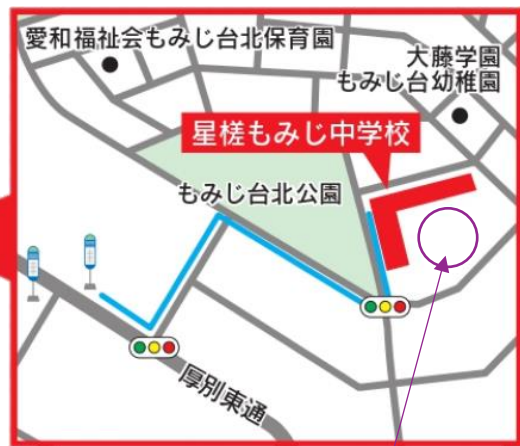 愛和福祉会もみじ台北保育園
大藤学園
もみじ台幼稚園
星槎もみじ中学校
もみじ台北公園
厚別東通